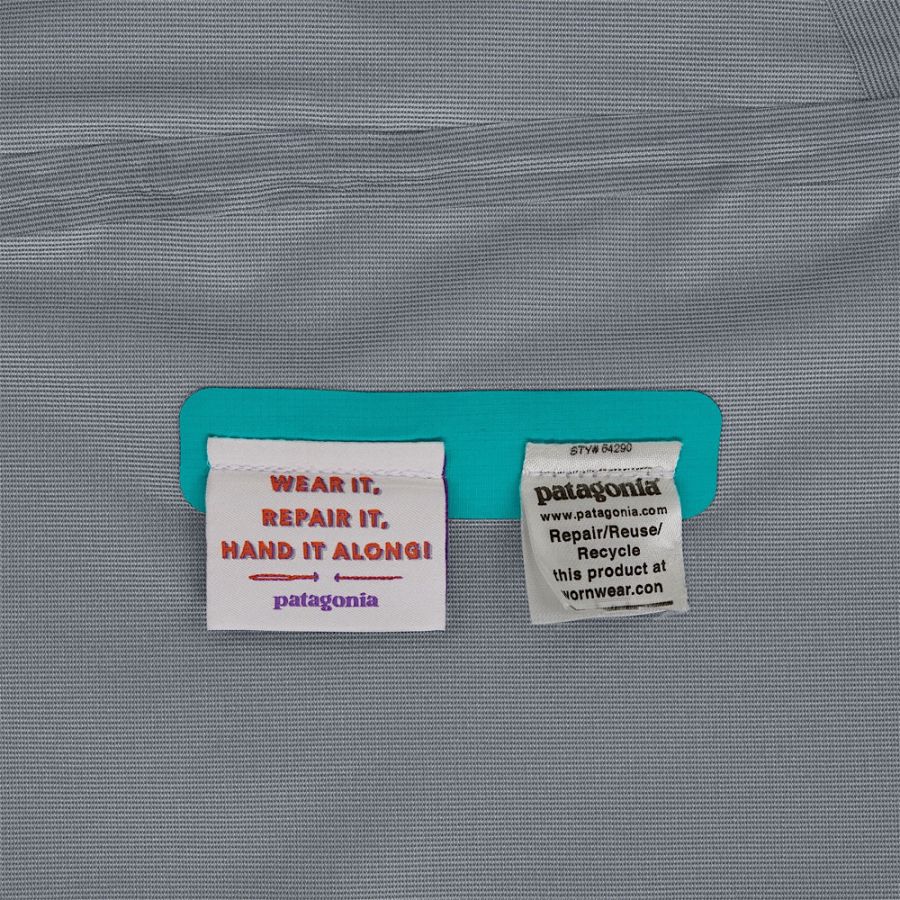 WEAR IT,
REPAIR IT,
HAND IT ALONG!
patagonia
STY# 64290
patagonia
www.patagonia.com
Repair/Reuse/
Recycle
this product at
wornwear.con